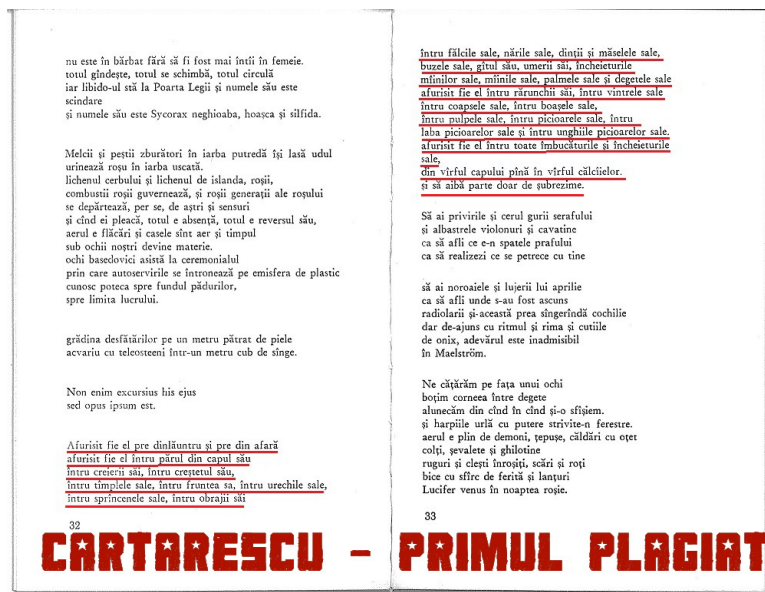 nu este în bărbat fără să fi fost mai întîi în femeie.
totul gîndește, totul se schimbă, totul circulă
iar libido-ul stă la Poarta Legii și numele său este
scindare
și numele său este Sycorax neghioaba, hoașca și silfida.
Melcii și peștii zburători în iarba putredă își lasă udul
urinează roșu în iarba uscată.
lichenul cerbului și lichenul de islanda, roșii,
combustii roșii guvernează, și roșii generații ale roșului
se depărtează, per se, de aștri și sensuri
și cînd ei pleacă, totul e absență, totul e reversul său,
aerul e flăcări și casele sînt aer și timpul
sub ochii noștri devine materie.
ochi basedovici asistă la ceremonialul
prin care autoservirile se întronează pe emisfera de plastic
cunosc poteca spre fundul pădurilor,
spre limita lucrului.
grădina desfătărilor pe un metru pătrat de piele
acvariu cu teleosteeni într-un metru cub de sînge.
Non enim excursius his ejus
sed opus ipsum est.
Afurisit fie el pre dinlăuntru și pre din afară
afurisit fie el întru părul din capul său
întru creierii săi, întru creștetul său,
întru tîmplele sale, întru fruntea sa, întru urechile sale,
întru sprîncenele sale, întru obrajii săi
32
întru fălcile sale, nările sale, dinții și măselele sale,
buzele sale, gîtul său, umerii săi, încheieturile
mîinilor sale, mîinile sale, palmele sale și degetele sale
afurisit fie el întru rărunchii săi, întru vintrele sale
întru coapsele sale, întru boașele sale,
întru pulpele sale, întru picioarele sale, întru
laba picioarelor sale și întru unghiile picioarelor sale.
afurisit fie el întru toate îmbucăturile și încheieturile
sale,
din vîrful capului pînă în vîrful călcîielor.
și să aibă parte doar de șubrezime.
Să ai privirile și cerul gurii serafului
și albastrele violonuri și cavatine
ca să afli ce e-n spatele prafului
ca să realizezi ce se petrece cu tine
să ai noroaiele și lujerii lui aprilie
ca să afli unde s-au fost ascuns
radiolarii și-această prea sîngerîndă cochilie
dar de-ajuns cu ritmul și rima și cutiile
de onix, adevărul este inadmisibil
în Maelström.
Ne cățărăm pe fața unui ochi
boțim corneea între degete
alunecăm din cînd în cînd și-o sfîșiem.
și harpiile urlă cu putere strivite-n ferestre.
aerul e plin de demoni, țepușe, căldări cu oțet
colți, șevalete și ghilotine
ruguri și clești înroșiți, scări și roți
bice cu sfîrc de ferită și lanțuri
Lucifer venus în noaptea roșie.
33
CARTARESCU - PRIMUL PLAGIAT